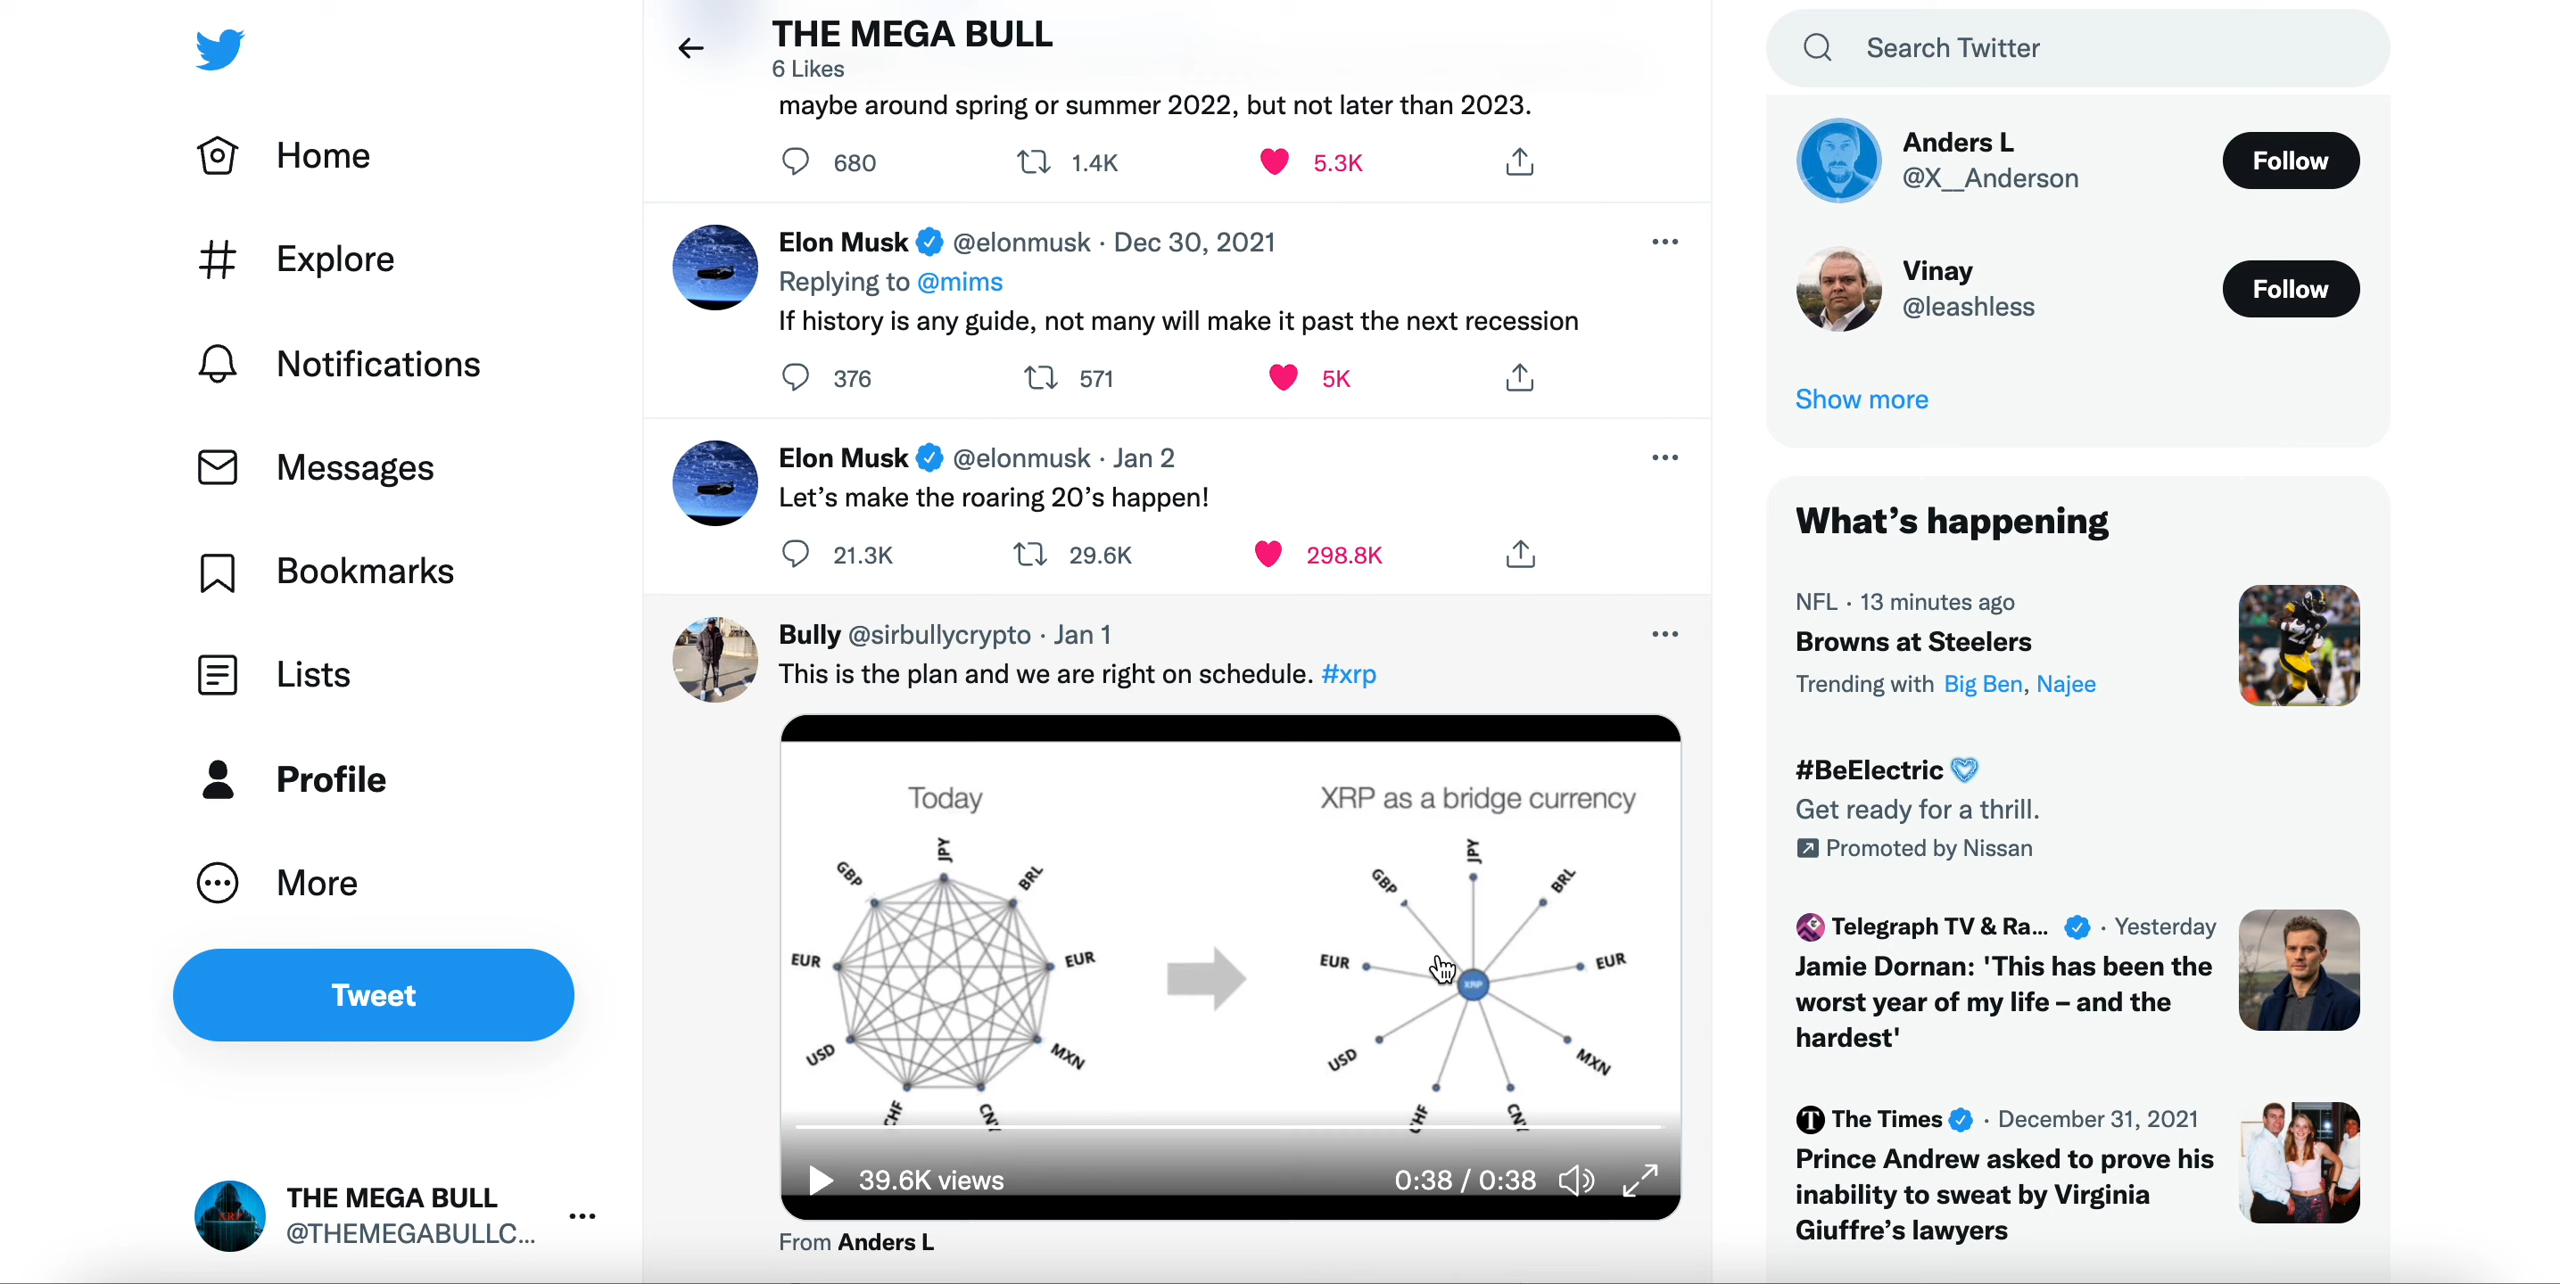 Home
Explore
Notifications
Messages
Bookmarks
Lists
Profile
More
Tweet
THE MEGA BULL
@THEMEGABULLC...
THE MEGA BULL
6 Likes
maybe around spring or summer 2022, but not later than 2023.
680 1.4K 5.3K
Elon Musk @elonmusk · Dec 30, 2021
Replying to @mims
If history is any guide, not many will make it past the next recession
376 571 5K
Elon Musk @elonmusk · Jan 2
Let's make the roaring 20's happen!
21.3K 29.6K 298.8K
Bully @sirbullycrypto · Jan 1
This is the plan and we are right on schedule. #xrp
Today
JPY
GBP
BRL
EUR
EUR
USD
MXN
CHF
CNY
XRP as a bridge currency
JPY
GBP
BRL
EUR
EUR
XRP
USD
MXN
CHF
CNY
39.6K views
0:38 / 0:38
From Anders L
Search Twitter
Anders L
@X__Anderson
Follow
Vinay
@leashless
Follow
Show more
What's happening
NFL · 13 minutes ago
Browns at Steelers
Trending with Big Ben, Najee
#BeElectric
Get ready for a thrill.
Promoted by Nissan
Telegraph TV & Ra... · Yesterday
Jamie Dornan: 'This has been the
worst year of my life – and the
hardest'
The Times · December 31, 2021
Prince Andrew asked to prove his
inability to sweat by Virginia
Giuffre's lawyers